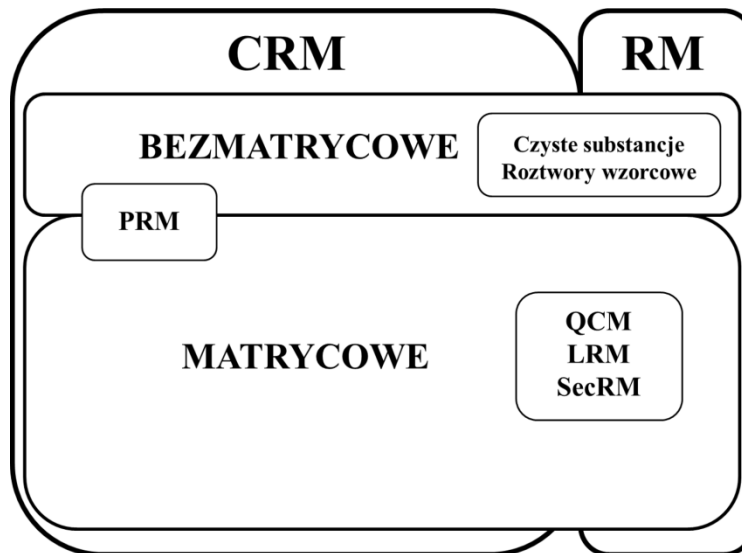 CRM
RM
BEZMATRYCOWE
Czyste substancje
Roztwory wzorcowe
PRM
MATRYCOWE
QCM
LRM
SecRM